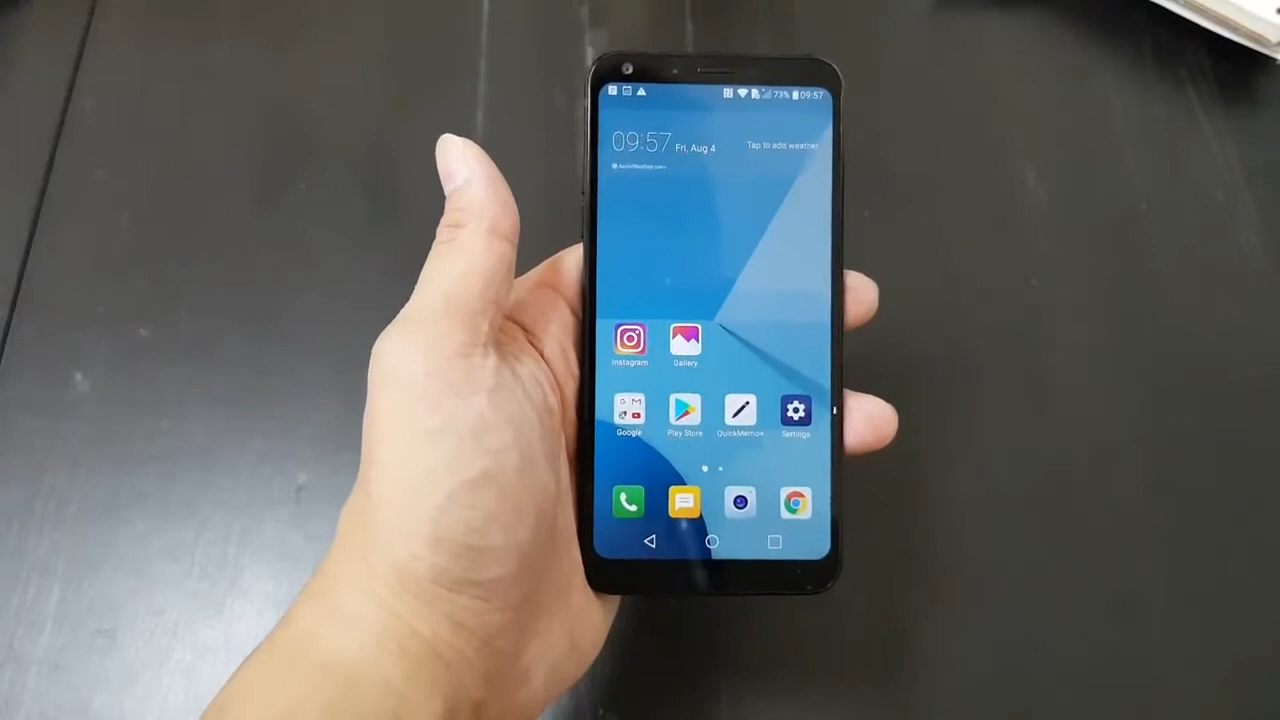 73% 09:57
09:57 Fri, Aug 4 Tap to add weather
Instagram Gallery
Google Play Store QuickMemo+ Settings